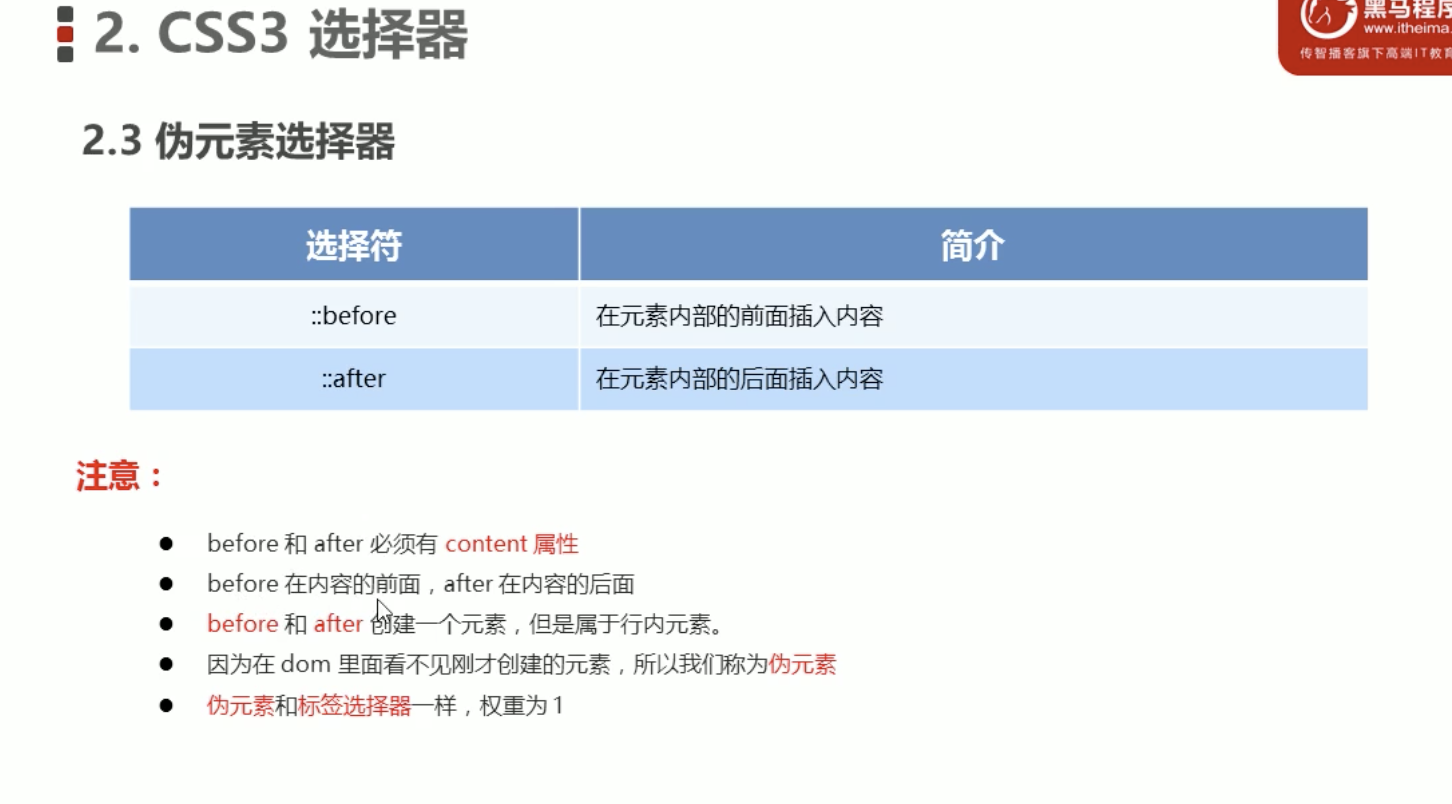 2. CSS3 选择器
黑马程序
www.itheima.
传智播客旗下高端IT教育
2.3 伪元素选择器
选择符 简介
::before 在元素内部的前面插入内容
::after 在元素内部的后面插入内容
注意：
before 和 after 必须有 content 属性
before 在内容的前面，after 在内容的后面
before 和 after 创建一个元素，但是属于行内元素。
因为在 dom 里面看不见刚才创建的元素，所以我们称为伪元素
伪元素和标签选择器一样，权重为 1